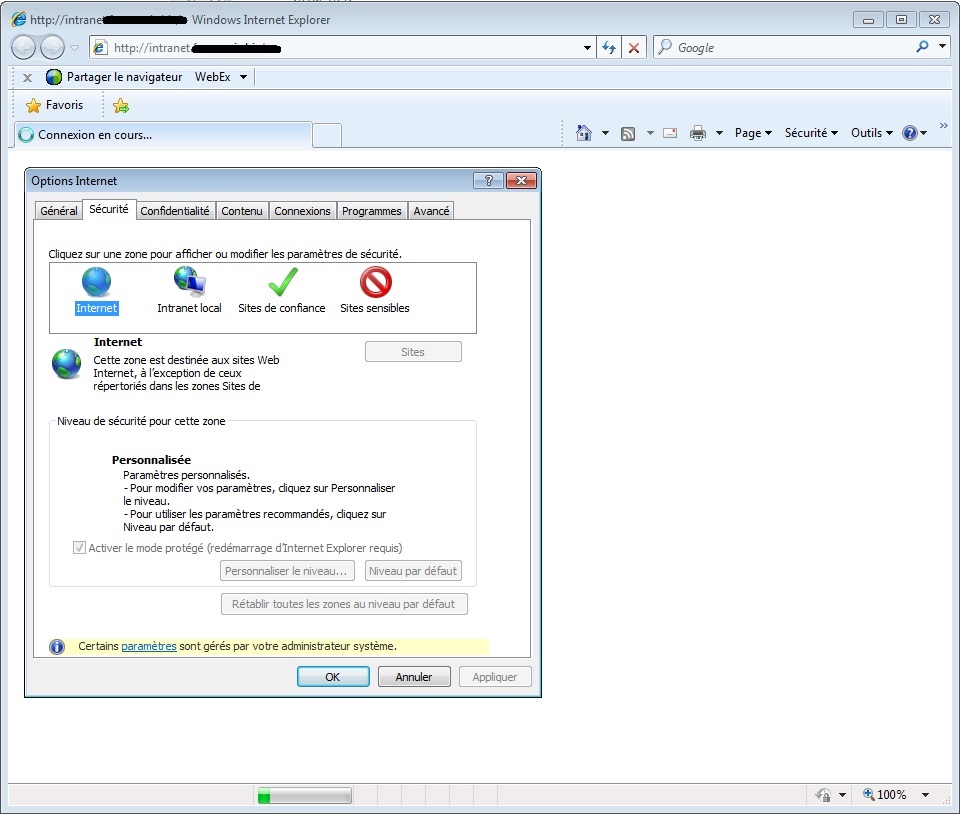 http://intranet. Windows Internet Explorer
http://intranet.
Google
Partager le navigateur WebEx
Favoris
Connexion en cours...
Page Sécurité Outils
Options Internet
Général Sécurité Confidentialité Contenu Connexions Programmes Avancé
Cliquez sur une zone pour afficher ou modifier les paramètres de sécurité.
Internet Intranet local Sites de confiance Sites sensibles
Internet
Sites
Cette zone est destinée aux sites Web
Internet, à l'exception de ceux
répertoriés dans les zones Sites de
Niveau de sécurité pour cette zone
Personnalisée
Paramètres personnalisés.
- Pour modifier vos paramètres, cliquez sur Personnaliser
le niveau.
- Pour utiliser les paramètres recommandés, cliquez sur
Niveau par défaut.
Activer le mode protégé (redémarrage d'Internet Explorer requis)
Personnaliser le niveau... Niveau par défaut
Rétablir toutes les zones au niveau par défaut
Certains paramètres sont gérés par votre administrateur système.
OK Annuler Appliquer
100%